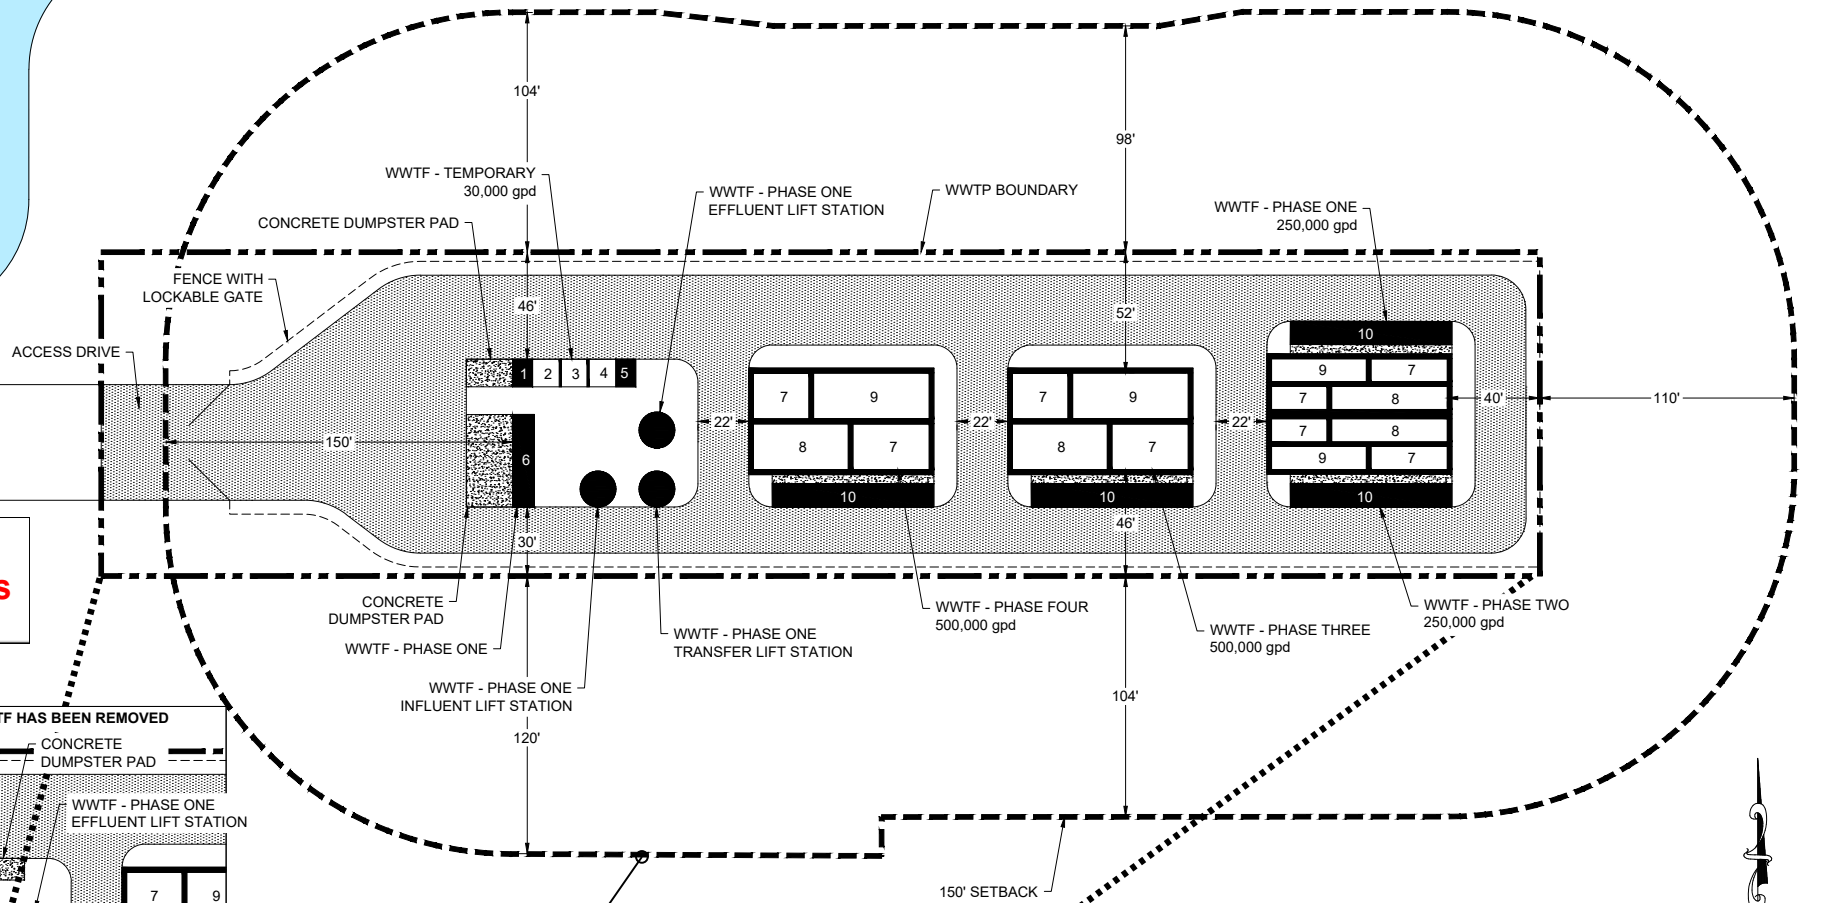 104'
98'
WWTF - TEMPORARY
30,000 gpd
WWTF - PHASE ONE
EFFLUENT LIFT STATION
WWTP BOUNDARY
WWTF - PHASE ONE
250,000 gpd
CONCRETE DUMPSTER PAD
FENCE WITH
LOCKABLE GATE
46'
52'
ACCESS DRIVE
10
1 2 3 4 5
9 7
7 9
7 9
7 8
40'
110'
22'
22'
22'
150'
7 8
8 7
8 7
6
9 7
10
10
10
46'
30'
CONCRETE
DUMPSTER PAD
WWTF - PHASE ONE
WWTF - PHASE ONE
TRANSFER LIFT STATION
WWTF - PHASE FOUR
500,000 gpd
WWTF - PHASE THREE
500,000 gpd
WWTF - PHASE TWO
250,000 gpd
WWTF - PHASE ONE
INFLUENT LIFT STATION
104'
120'
S
TF HAS BEEN REMOVED
CONCRETE
DUMPSTER PAD
WWTF - PHASE ONE
EFFLUENT LIFT STATION
7 9
150' SETBACK